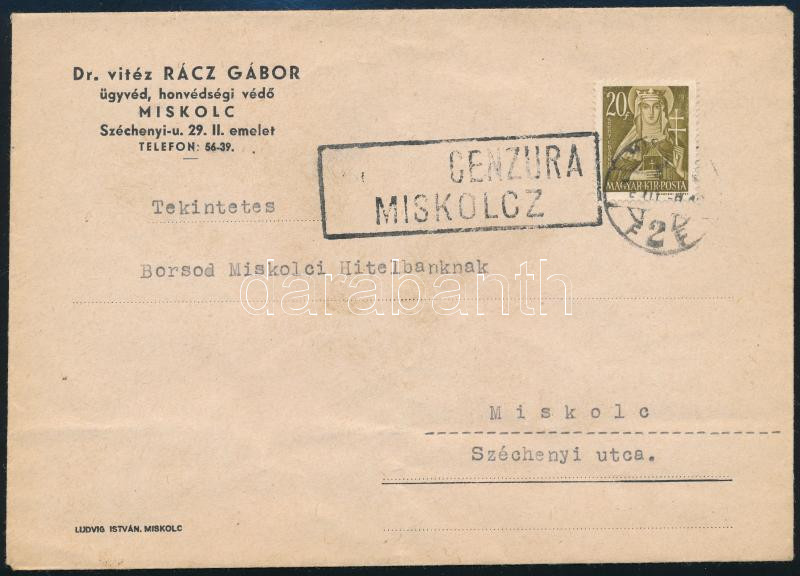 Dr. vitéz RÁCZ GÁBOR
ügyvéd, honvédségi védő
MISKOLC
Széchenyi-u. 29. II. emelet
TELEFON: 56-39.
20f
MAGYAR·KIR·POSTA
CENZURA
MISKOLCZ
2
Tekintetes
Borsod Miskolci Hitelbanknak
darabanth
Miskolc
Széchenyi utca.
LUDVIG ISTVÁN. MISKOLC